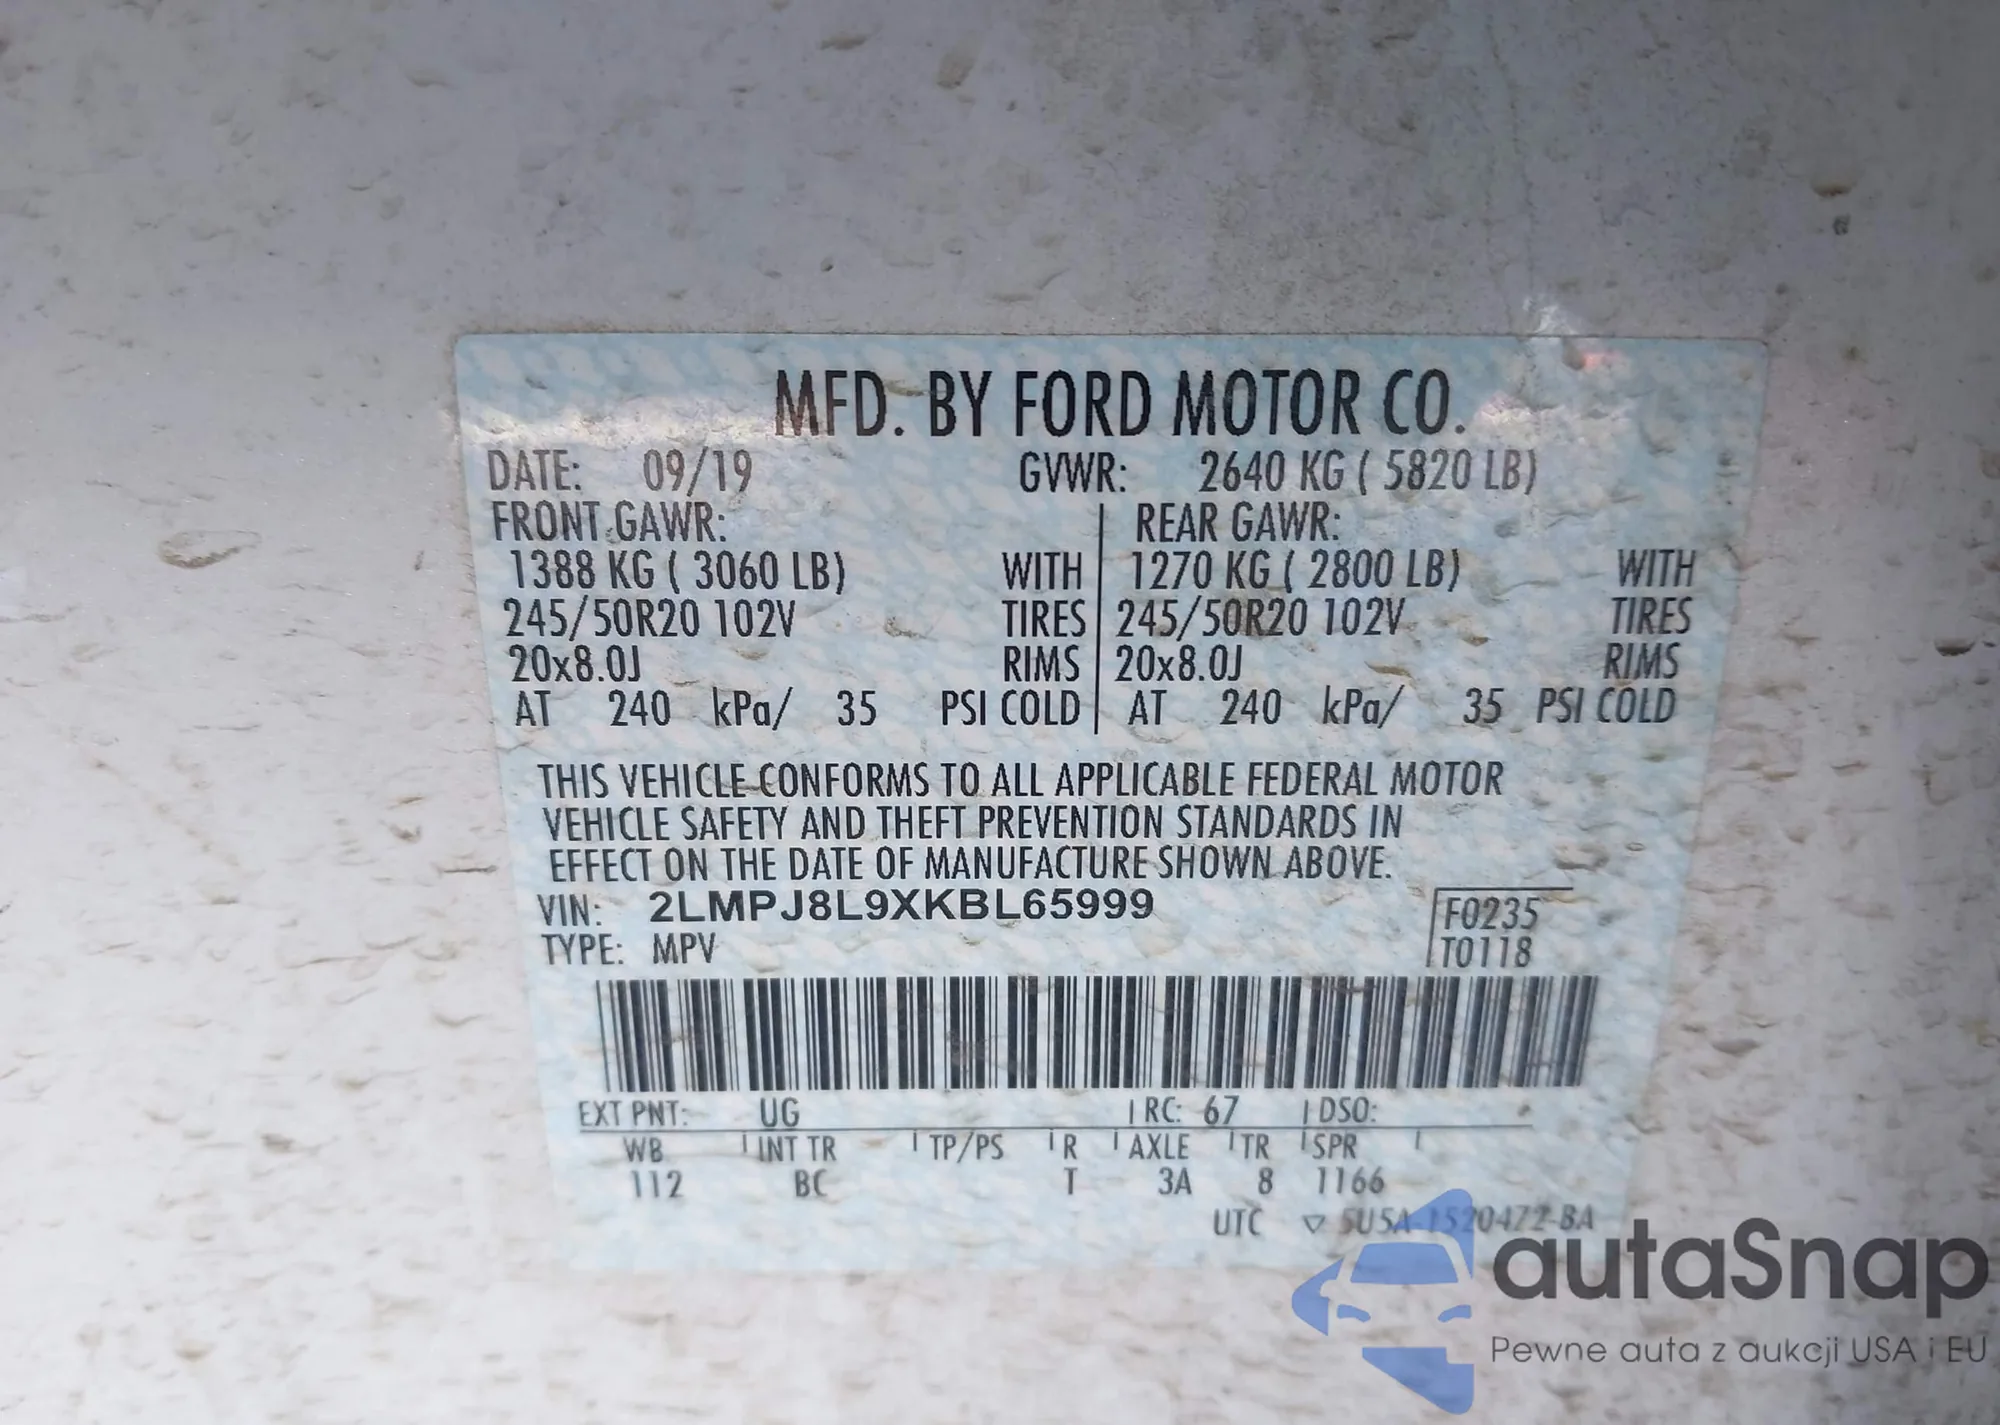 MFD. BY FORD MOTOR CO.
DATE: 09/19 GVWR: 2640 KG ( 5820 LB)
FRONT GAWR: REAR GAWR:
1388 KG ( 3060 LB) WITH 1270 KG ( 2800 LB) WITH
245/50R20 102V TIRES 245/50R20 102V TIRES
20x8.0J RIMS 20x8.0J RIMS
AT 240 kPa/ 35 PSI COLD AT 240 kPa/ 35 PSI COLD
THIS VEHICLE CONFORMS TO ALL APPLICABLE FEDERAL MOTOR
VEHICLE SAFETY AND THEFT PREVENTION STANDARDS IN
EFFECT ON THE DATE OF MANUFACTURE SHOWN ABOVE.
VIN: 2LMPJ8L9XKBL65999 F0235
TYPE: MPV T0118
EXT PNT: UG RC: 67 DSO:
WB INT TR TP/PS R AXLE TR SPR
112 BC T 3A 8 1166
UTC ▽ 5U5A-1520472-BA
autaSnap
Pewne auta z aukcji USA i EU